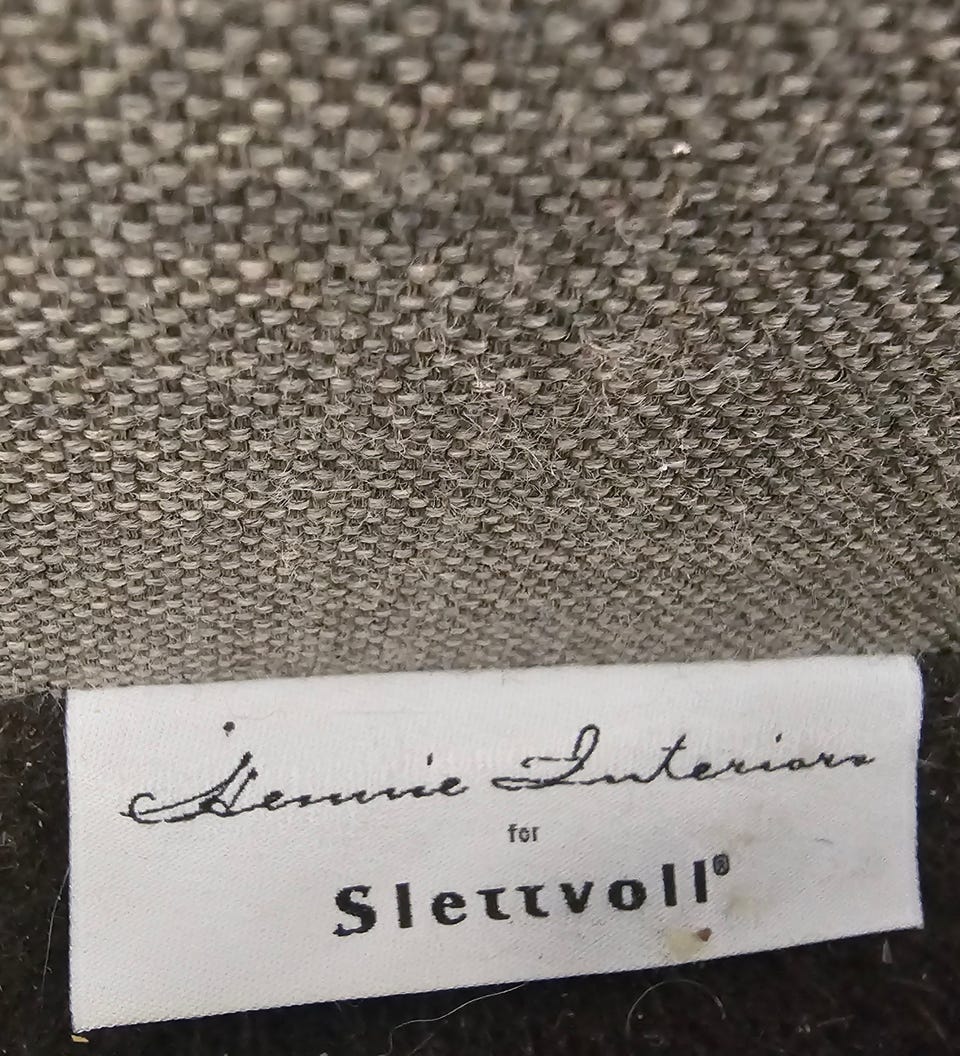 Hennie Interiors
for
Slettvoll®